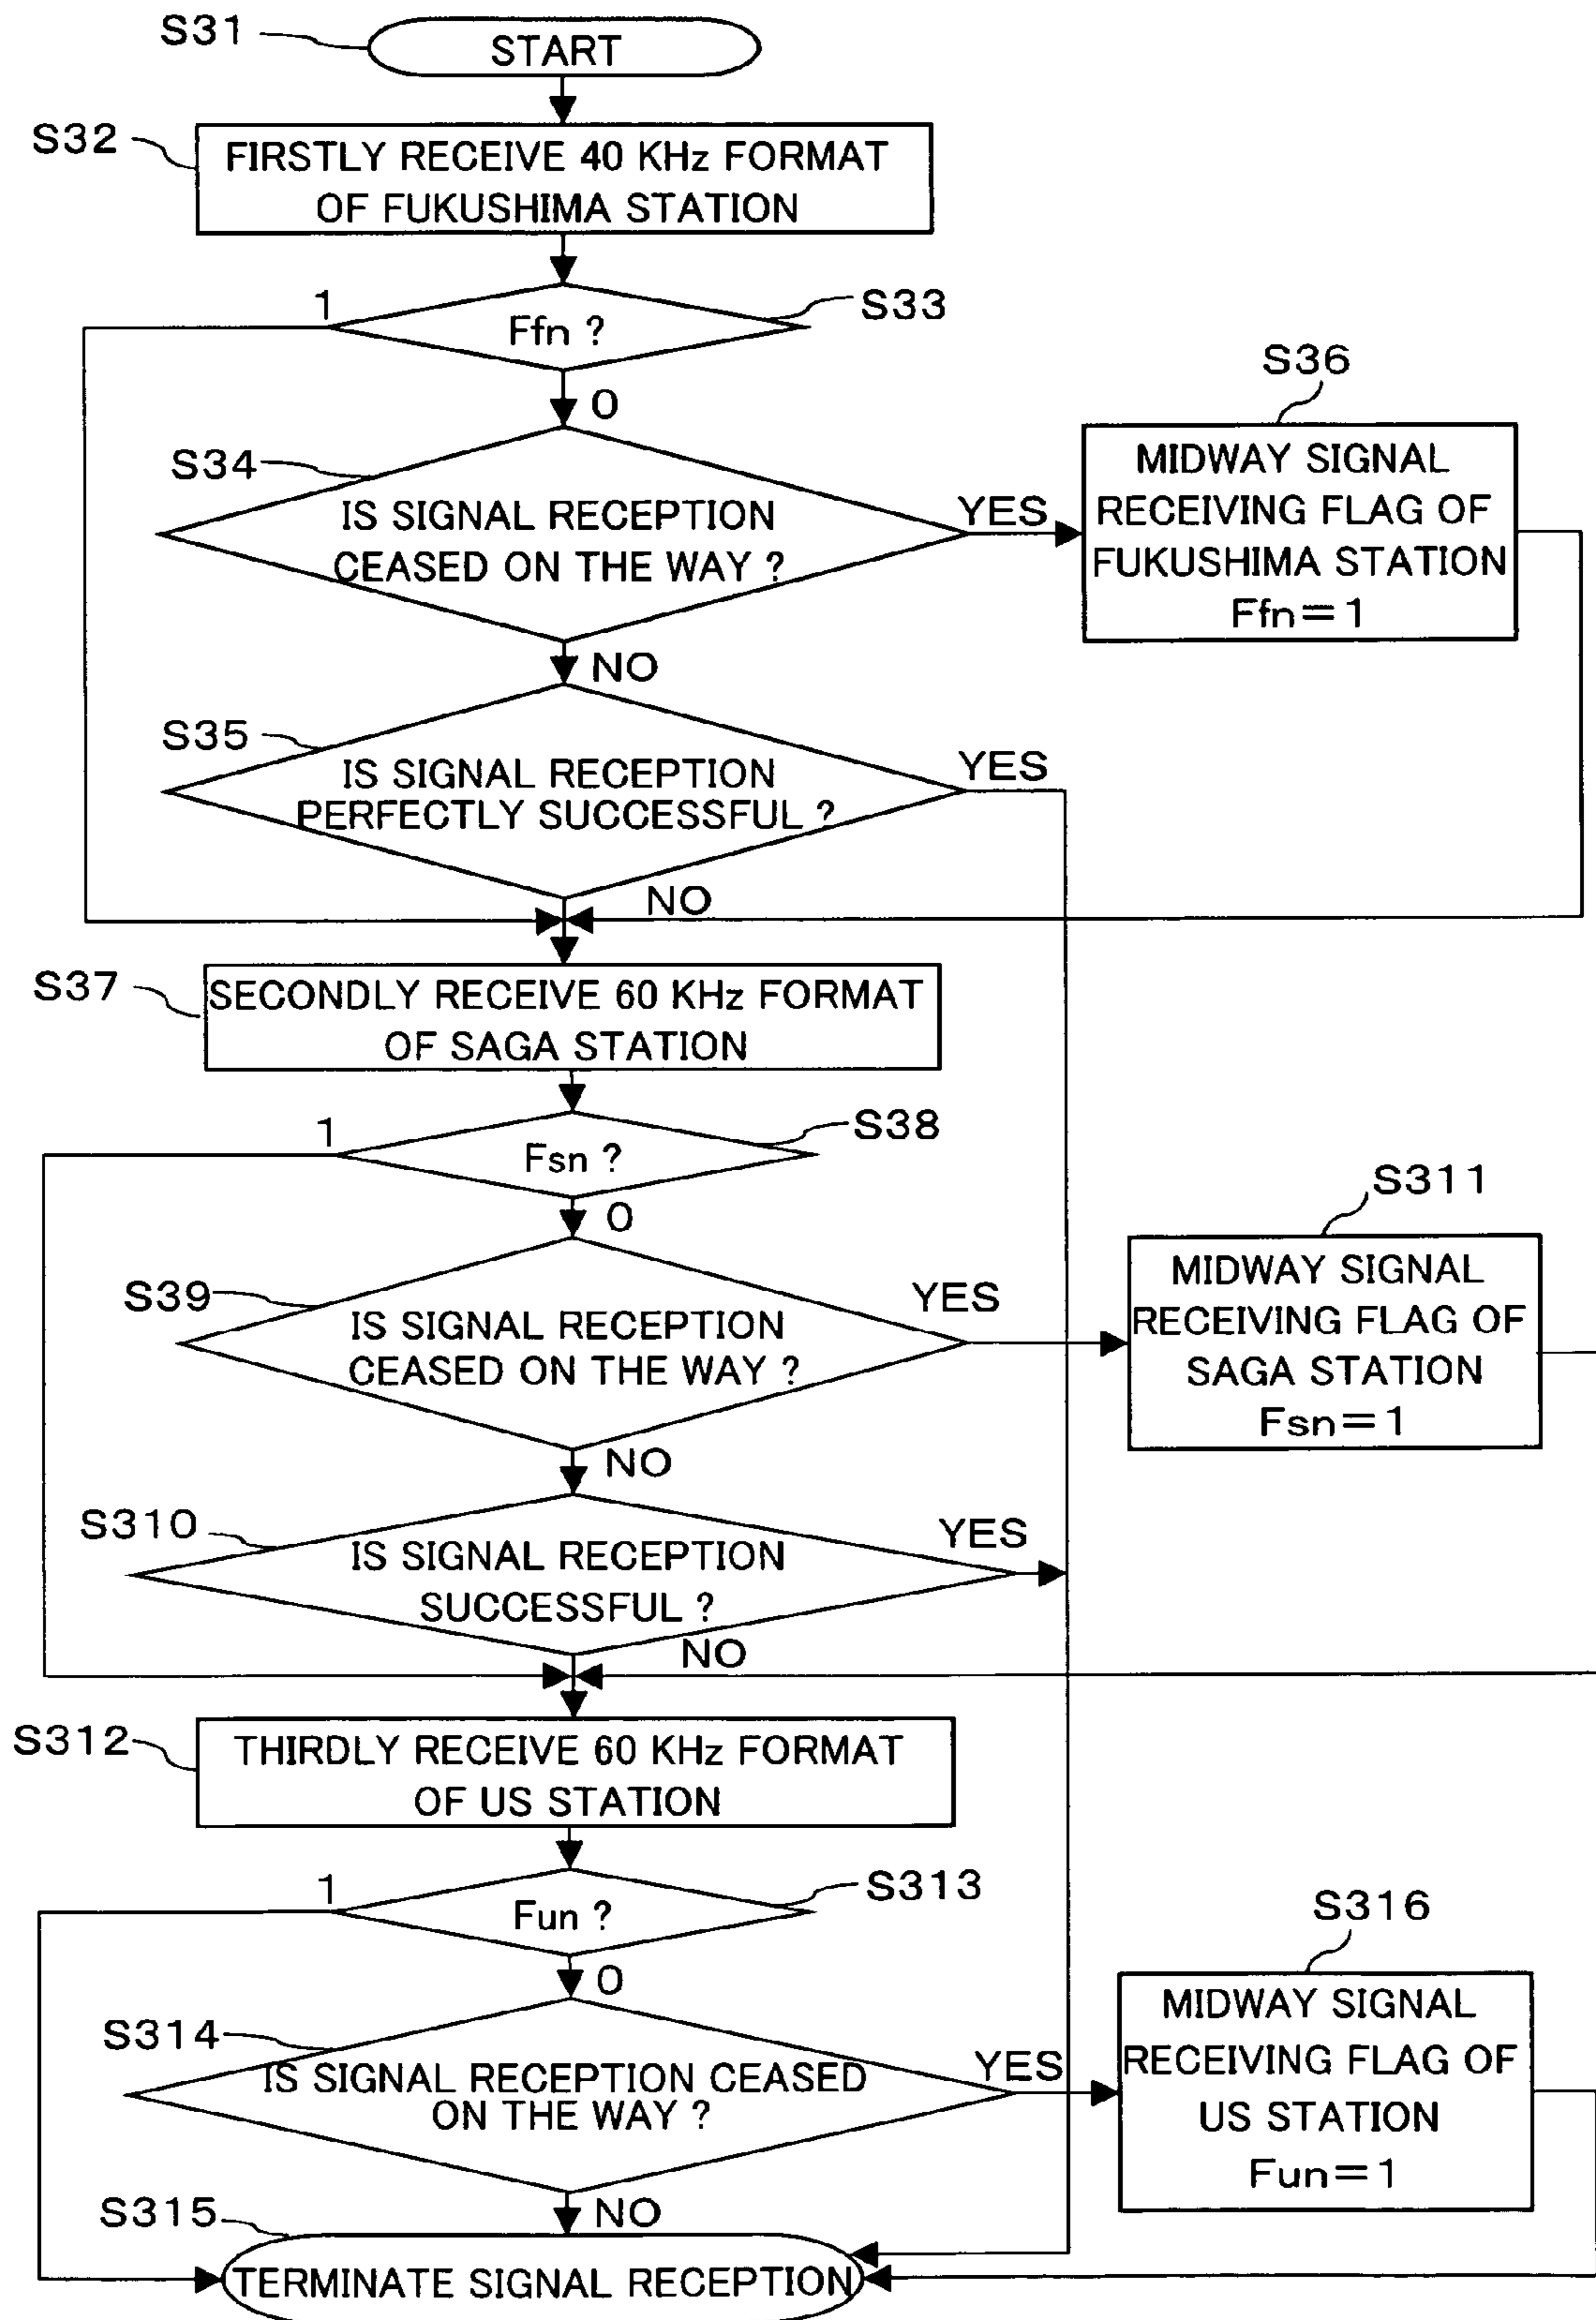 S31
START
S32
FIRSTLY RECEIVE 40 KHz FORMAT
OF FUKUSHIMA STATION
1
Ffn ?
S33
0
S34
IS SIGNAL RECEPTION
CEASED ON THE WAY ?
YES
S36
MIDWAY SIGNAL
RECEIVING FLAG OF
FUKUSHIMA STATION
Ffn=1
NO
S35
IS SIGNAL RECEPTION
PERFECTLY SUCCESSFUL ?
YES
NO
S37
SECONDLY RECEIVE 60 KHz FORMAT
OF SAGA STATION
1
Fsn ?
S38
0
S39
IS SIGNAL RECEPTION
CEASED ON THE WAY ?
YES
S311
MIDWAY SIGNAL
RECEIVING FLAG OF
SAGA STATION
Fsn=1
NO
S310
IS SIGNAL RECEPTION
SUCCESSFUL ?
YES
NO
S312
THIRDLY RECEIVE 60 KHz FORMAT
OF US STATION
1
Fun ?
S313
0
S314
IS SIGNAL RECEPTION CEASED
ON THE WAY ?
YES
S316
MIDWAY SIGNAL
RECEIVING FLAG OF
US STATION
Fun=1
NO
S315
TERMINATE SIGNAL RECEPTION